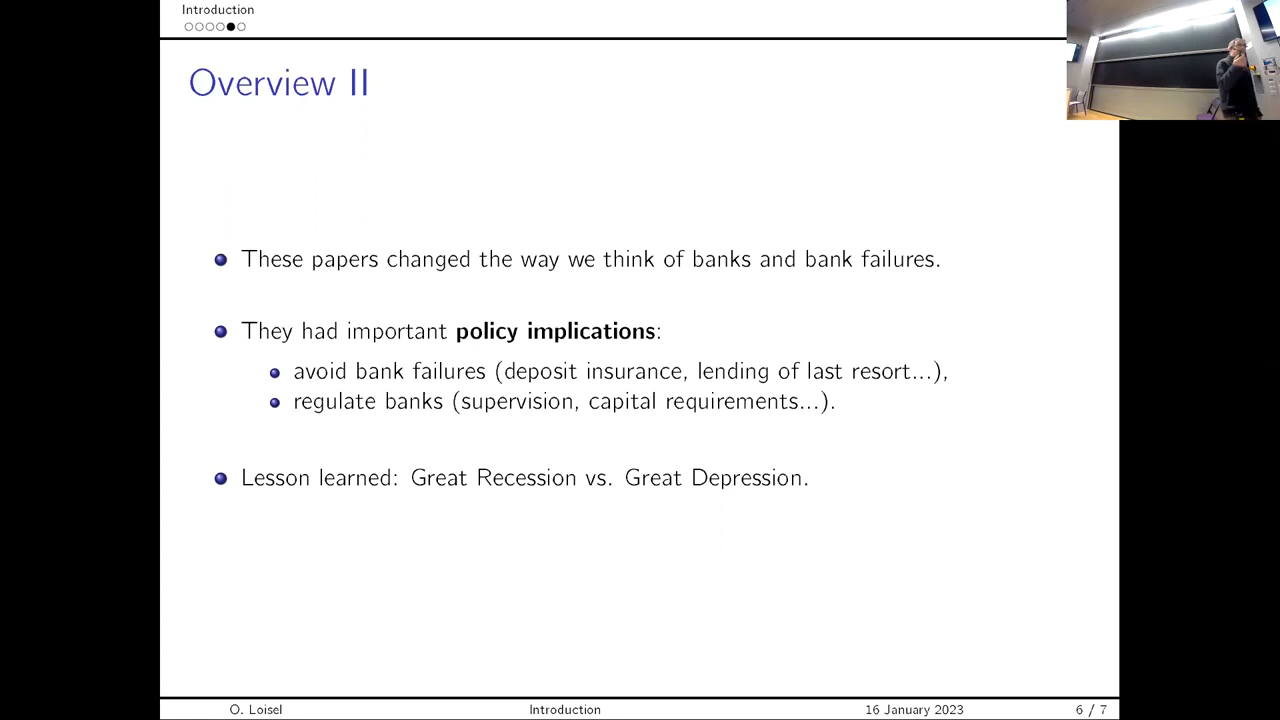 Introduction
Overview II
These papers changed the way we think of banks and bank failures.
They had important policy implications:
avoid bank failures (deposit insurance, lending of last resort...),
regulate banks (supervision, capital requirements...).
Lesson learned: Great Recession vs. Great Depression.
O. Loisel Introduction 16 January 2023 6 / 7